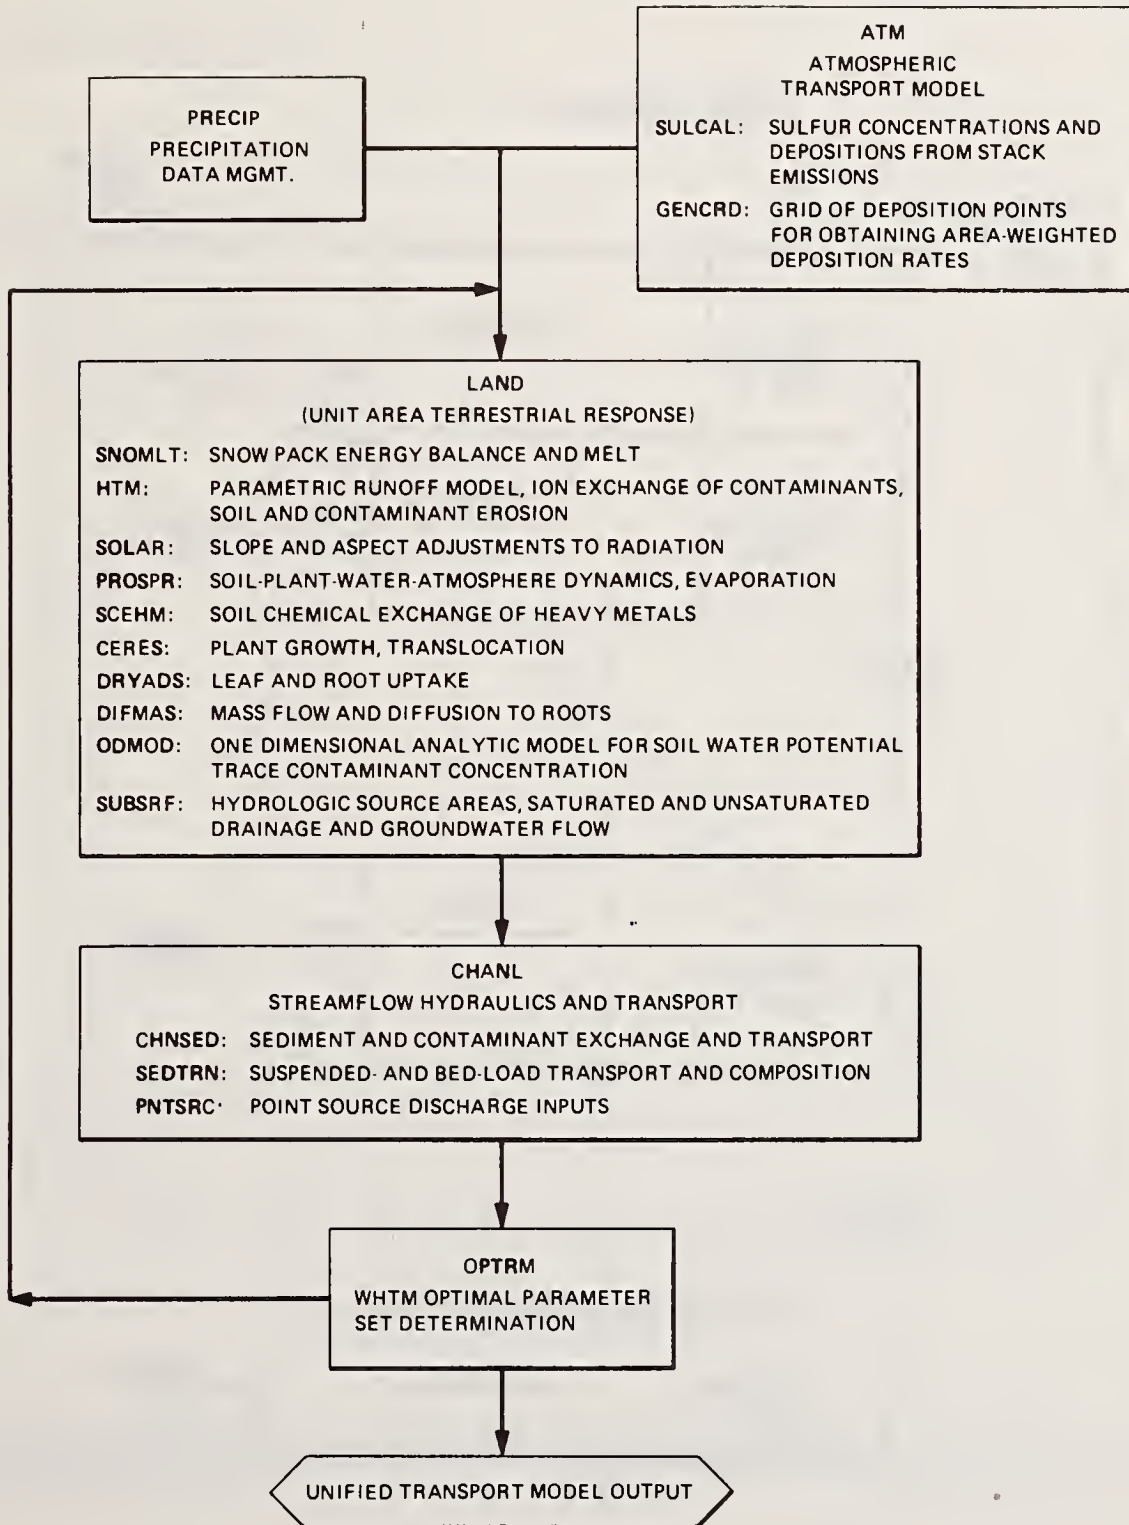 PRECIP
PRECIPITATION
DATA MGMT.
ATM
ATMOSPHERIC
TRANSPORT MODEL
SULCAL: SULFUR CONCENTRATIONS AND
DEPOSITIONS FROM STACK
EMISSIONS
GENCRD: GRID OF DEPOSITION POINTS
FOR OBTAINING AREA-WEIGHTED
DEPOSITION RATES
LAND
(UNIT AREA TERRESTRIAL RESPONSE)
SNOMLT: SNOW PACK ENERGY BALANCE AND MELT
HTM: PARAMETRIC RUNOFF MODEL, ION EXCHANGE OF CONTAMINANTS,
SOIL AND CONTAMINANT EROSION
SOLAR: SLOPE AND ASPECT ADJUSTMENTS TO RADIATION
PROSPR: SOIL-PLANT-WATER-ATMOSPHERE DYNAMICS, EVAPORATION
SCEHM: SOIL CHEMICAL EXCHANGE OF HEAVY METALS
CERES: PLANT GROWTH, TRANSLOCATION
DRYADS: LEAF AND ROOT UPTAKE
DIFMAS: MASS FLOW AND DIFFUSION TO ROOTS
ODMOD: ONE DIMENSIONAL ANALYTIC MODEL FOR SOIL WATER POTENTIAL
TRACE CONTAMINANT CONCENTRATION
SUBSRF: HYDROLOGIC SOURCE AREAS, SATURATED AND UNSATURATED
DRAINAGE AND GROUNDWATER FLOW
CHANL
STREAMFLOW HYDRAULICS AND TRANSPORT
CHNSED: SEDIMENT AND CONTAMINANT EXCHANGE AND TRANSPORT
SEDTRN: SUSPENDED- AND BED-LOAD TRANSPORT AND COMPOSITION
PNTSRC· POINT SOURCE DISCHARGE INPUTS
OPTRM
WHTM OPTIMAL PARAMETER
SET DETERMINATION
UNIFIED TRANSPORT MODEL OUTPUT